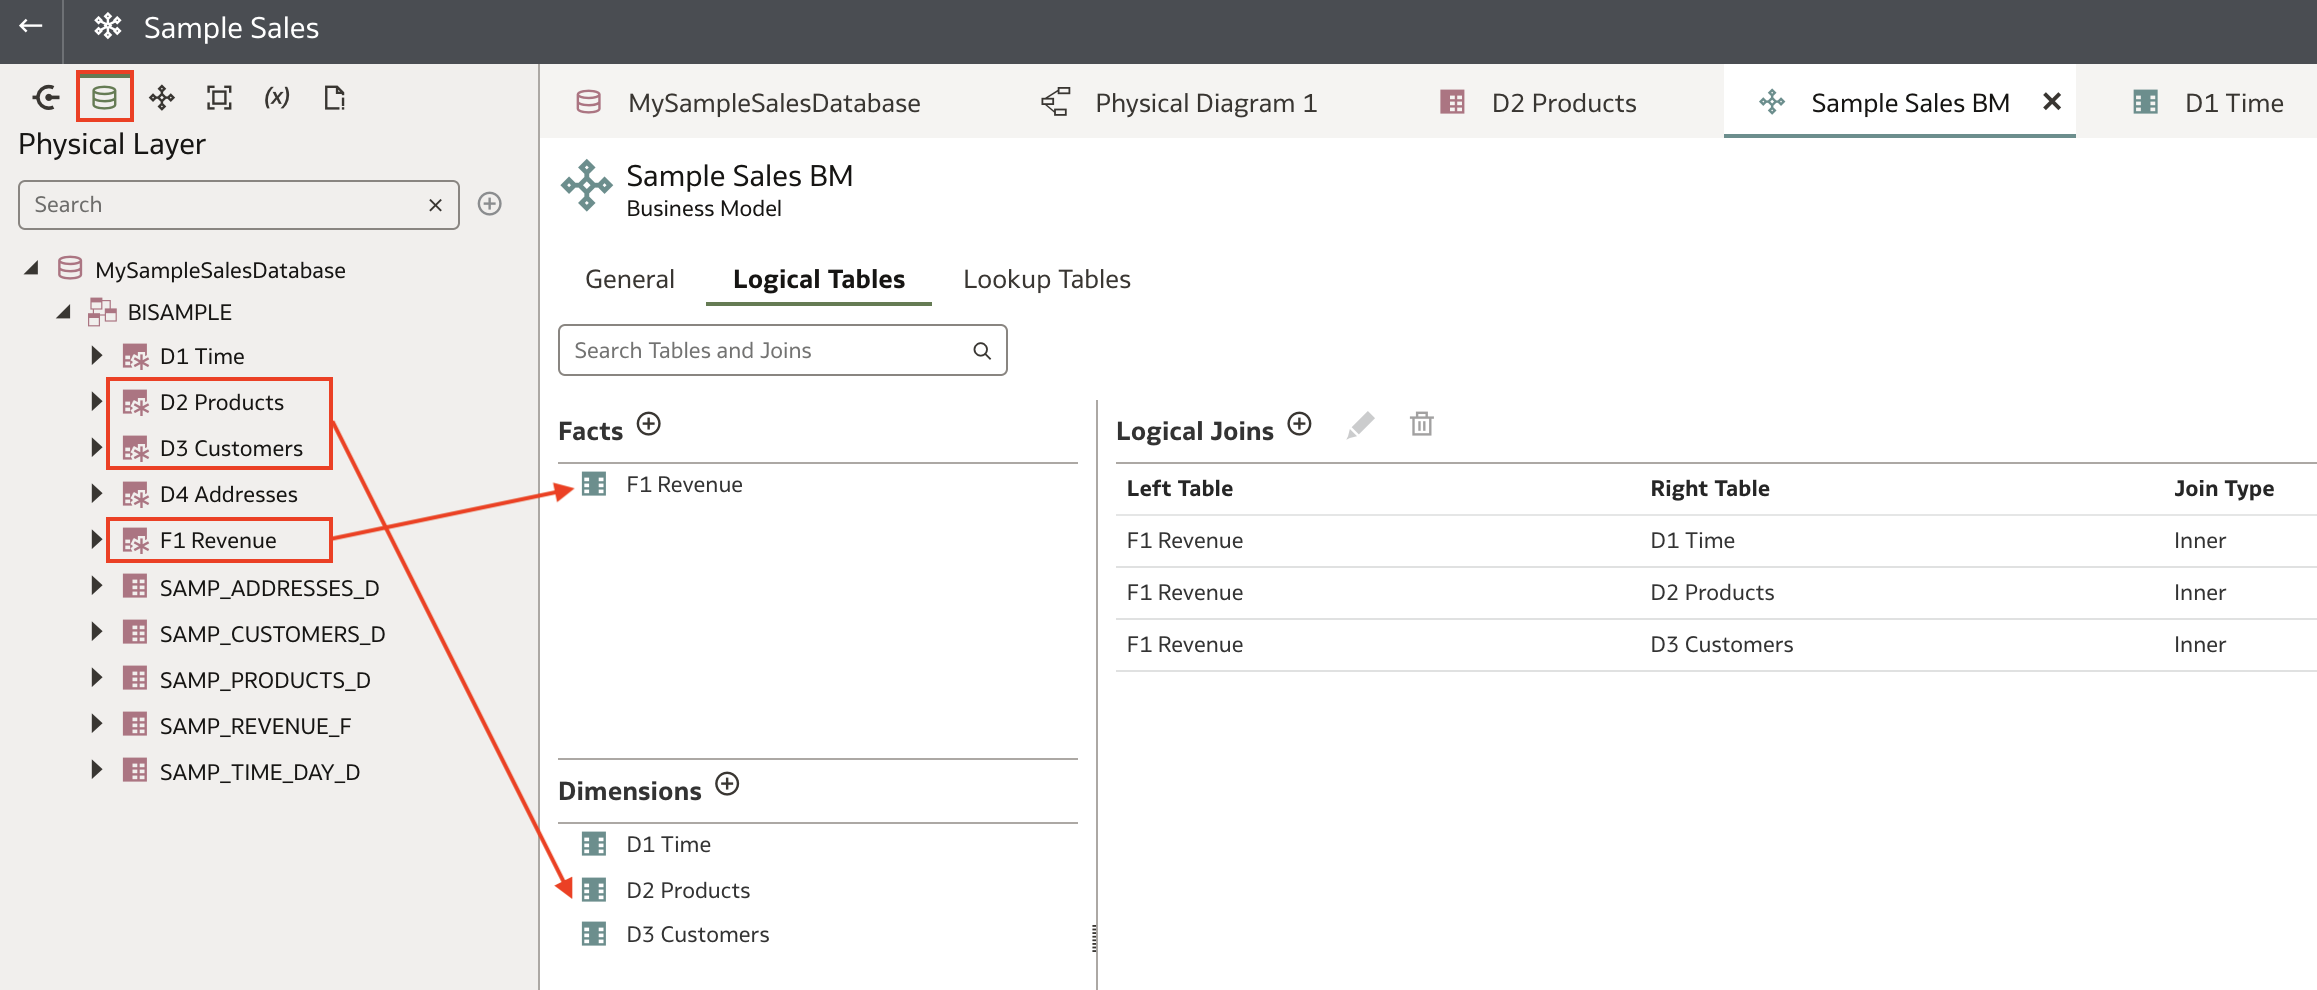 Sample Sales
(x)
Physical Layer
Search
MySampleSalesDatabase
BISAMPLE
D1 Time
D2 Products
D3 Customers
D4 Addresses
F1 Revenue
SAMP_ADDRESSES_D
SAMP_CUSTOMERS_D
SAMP_PRODUCTS_D
SAMP_REVENUE_F
SAMP_TIME_DAY_D
MySampleSalesDatabase Physical Diagram 1 D2 Products Sample Sales BM D1 Time
Sample Sales BM
Business Model
General Logical Tables Lookup Tables
Search Tables and Joins
Facts
F1 Revenue
Dimensions
D1 Time
D2 Products
D3 Customers
Logical Joins
Left Table Right Table Join Type
F1 Revenue D1 Time Inner
F1 Revenue D2 Products Inner
F1 Revenue D3 Customers Inner